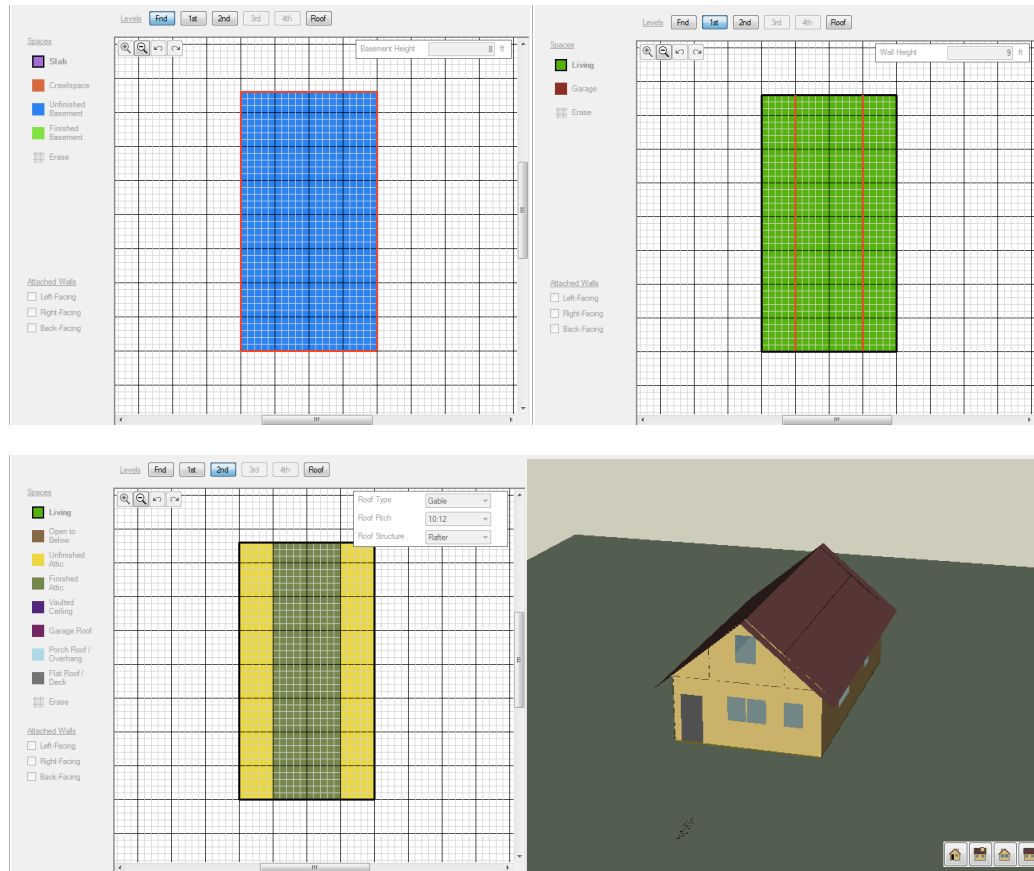 Levels Fnd 1st 2nd 3rd 4th Roof
Spaces
Slab
Crawlspace
Unfinished
Basement
Finished
Basement
Erase
Basement Height 8 ft
Attached Walls
Left-Facing
Right-Facing
Back-Facing
Levels Fnd 1st 2nd 3rd 4th Roof
Spaces
Living
Garage
Erase
Wall Height 9 ft
Attached Walls
Left-Facing
Right-Facing
Back-Facing
Levels Fnd 1st 2nd 3rd 4th Roof
Spaces
Living
Open to
Below
Unfinished
Attic
Finished
Attic
Vaulted
Ceiling
Garage Roof
Porch Roof /
Overhang
Flat Roof /
Deck
Erase
Roof Type Gable
Roof Pitch 10:12
Roof Structure Rafter
Attached Walls
Left-Facing
Right-Facing
Back-Facing